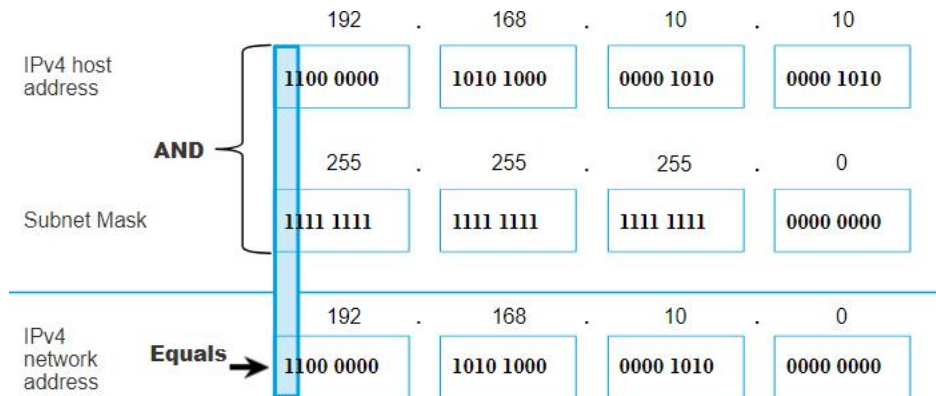 192 . 168 . 10 . 10
IPv4 host
address
1100 0000 1010 1000 0000 1010 0000 1010
AND
255 . 255 . 255 . 0
Subnet Mask
1111 1111 1111 1111 1111 1111 0000 0000
192 . 168 . 10 . 0
IPv4
network
address
Equals
1100 0000 1010 1000 0000 1010 0000 0000